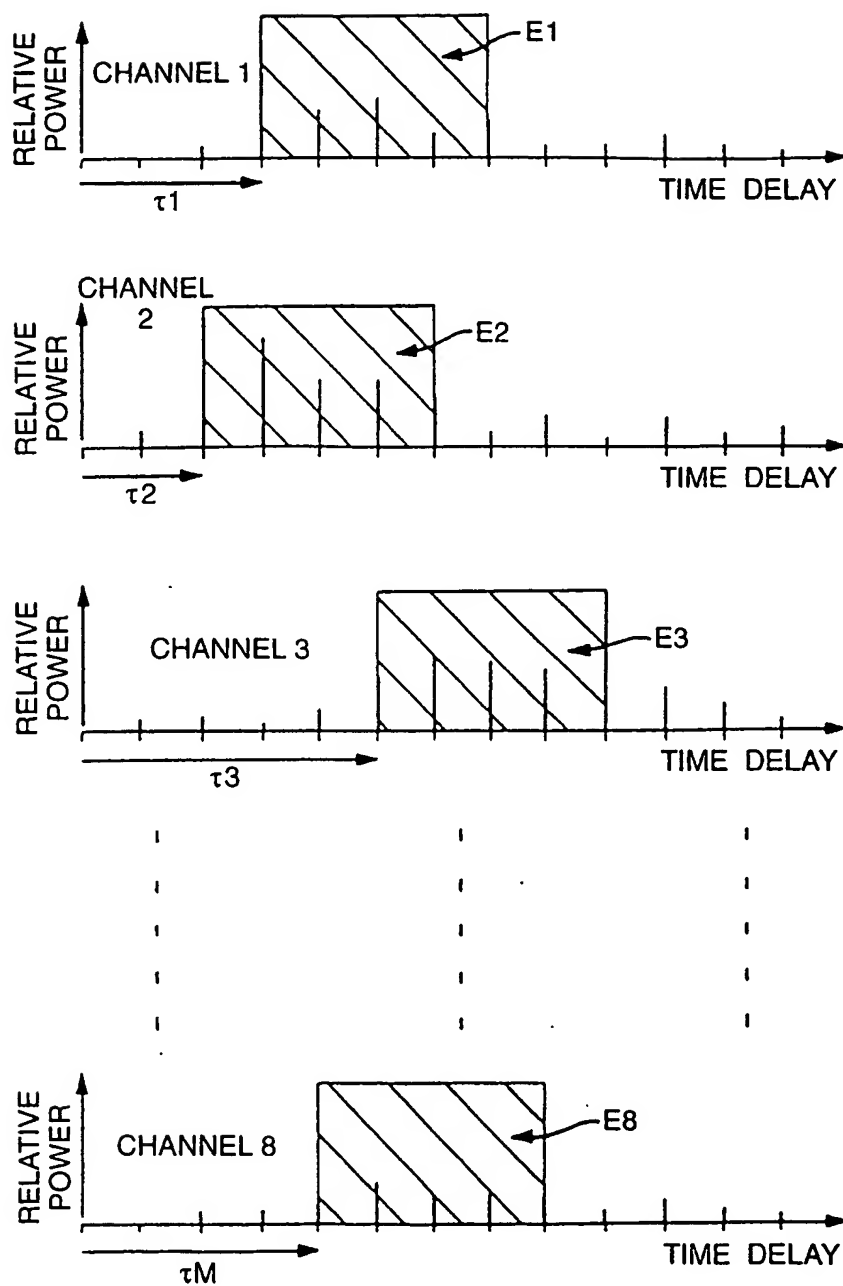 RELATIVE
POWER
CHANNEL 1
E1
τ1
TIME DELAY
RELATIVE
POWER
CHANNEL
2
E2
τ2
TIME DELAY
RELATIVE
POWER
CHANNEL 3
E3
τ3
TIME DELAY
RELATIVE
POWER
CHANNEL 8
E8
τM
TIME DELAY